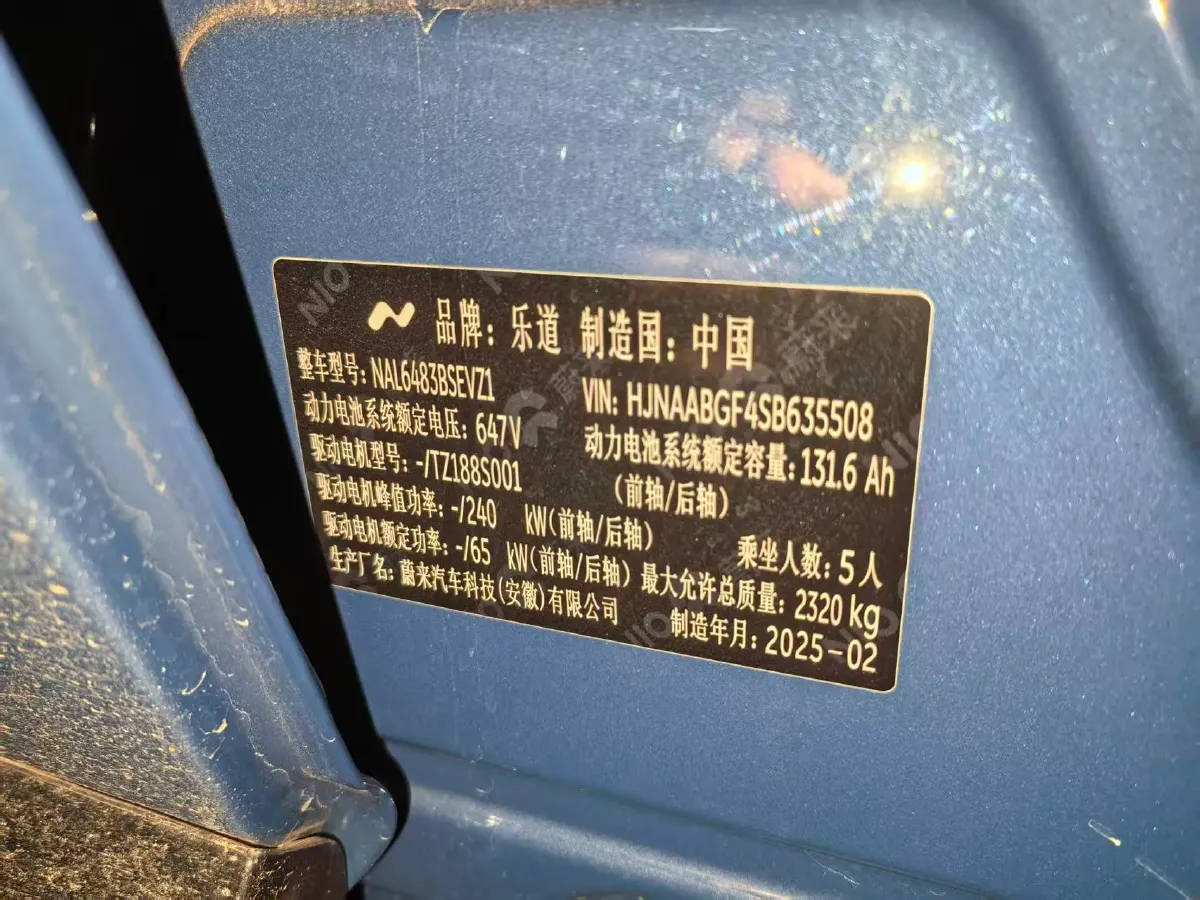 品牌：乐道 制造国：中国
整车型号：NAL6483BSEVZ1 VIN: HJNAABGF4SB635508
动力电池系统额定电压：647V 动力电池系统额定容量：131.6 Ah
驱动电机型号：-/TZ188S001 (前轴/后轴)
驱动电机峰值功率：-/240 kW(前轴/后轴) 乘坐人数：5人
驱动电机额定功率：-/65 kW(前轴/后轴) 最大允许总质量：2320 kg
生产厂名：蔚来汽车科技(安徽)有限公司 制造年月：2025-02
NIO
蔚来
NIO
NIO
NIO